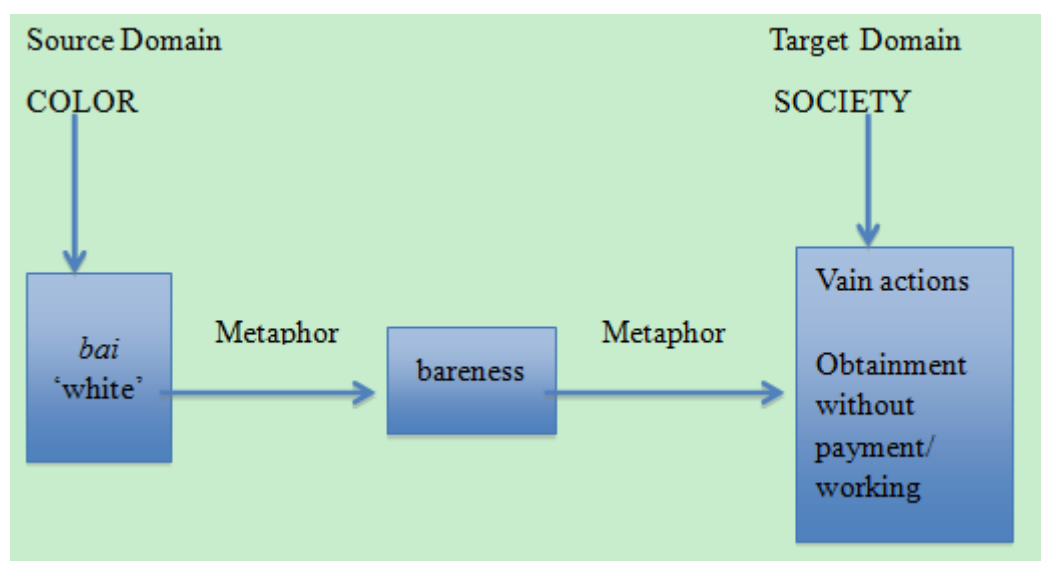 Source Domain
Target Domain
COLOR
SOCIETY
bai
‘white’
Metaphor
bareness
Metaphor
Vain actions
Obtainment
without
payment/
working